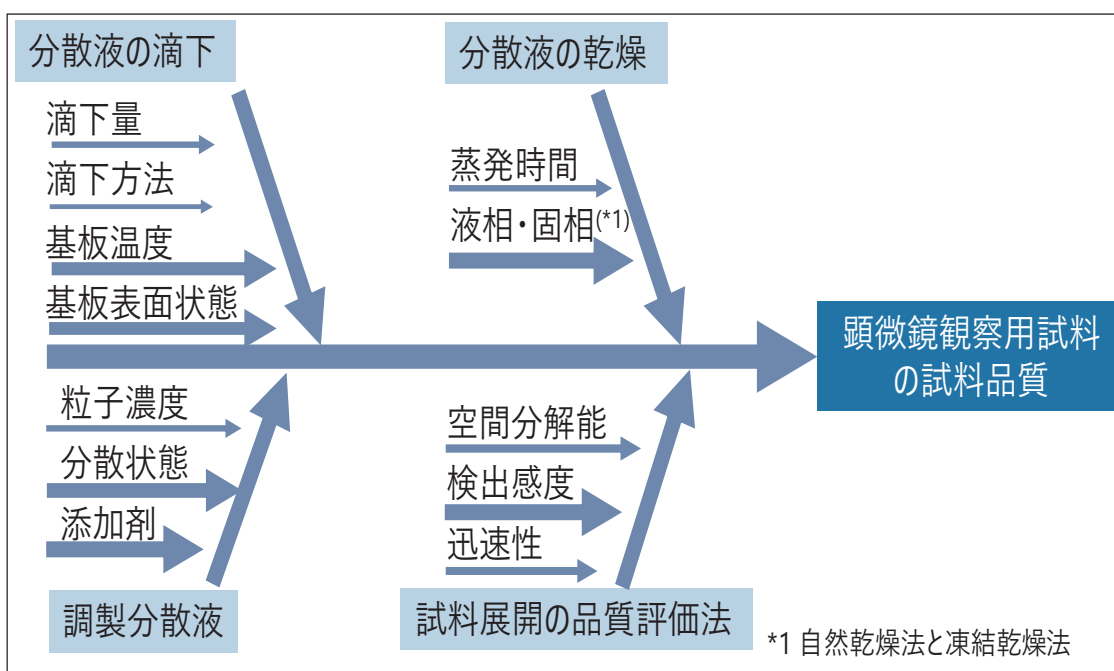 分散液の滴下
滴下量
滴下方法
基板温度
基板表面状態
分散液の乾燥
蒸発時間
液相・固相(*1)
顕微鏡観察用試料
の試料品質
粒子濃度
分散状態
添加剤
調製分散液
空間分解能
検出感度
迅速性
試料展開の品質評価法
*1 自然乾燥法と凍結乾燥法